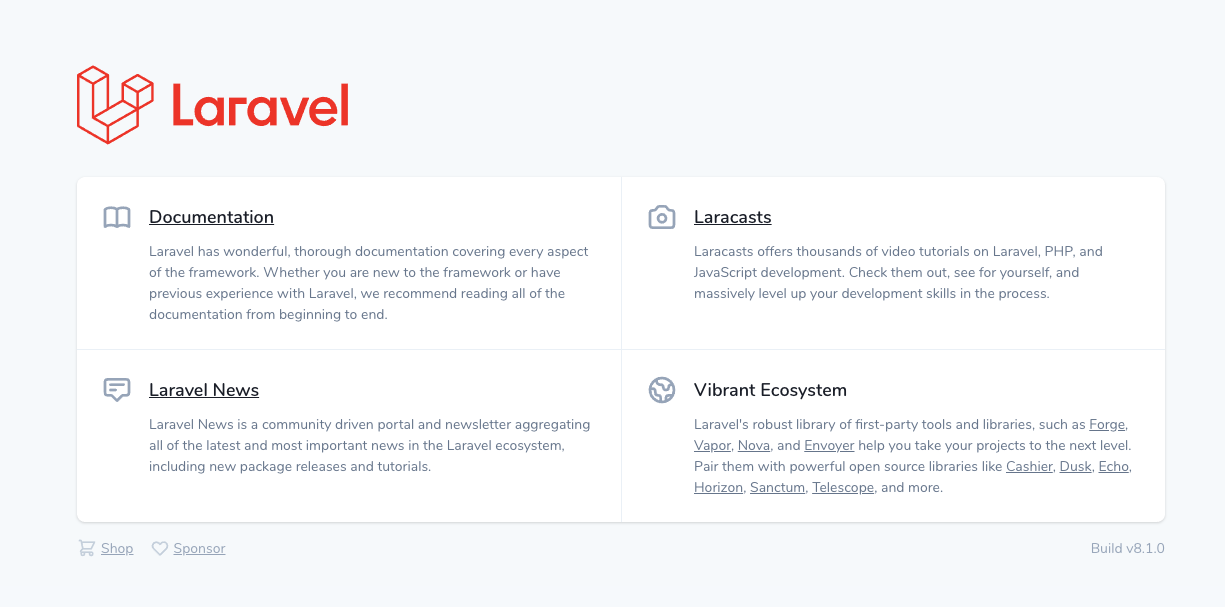 Laravel
Documentation
Laravel has wonderful, thorough documentation covering every aspect
of the framework. Whether you are new to the framework or have
previous experience with Laravel, we recommend reading all of the
documentation from beginning to end.
Laracasts
Laracasts offers thousands of video tutorials on Laravel, PHP, and
JavaScript development. Check them out, see for yourself, and
massively level up your development skills in the process.
Laravel News
Laravel News is a community driven portal and newsletter aggregating
all of the latest and most important news in the Laravel ecosystem,
including new package releases and tutorials.
Vibrant Ecosystem
Laravel's robust library of first-party tools and libraries, such as Forge,
Vapor, Nova, and Envoyer help you take your projects to the next level.
Pair them with powerful open source libraries like Cashier, Dusk, Echo,
Horizon, Sanctum, Telescope, and more.
Shop
Sponsor
Build v8.1.0